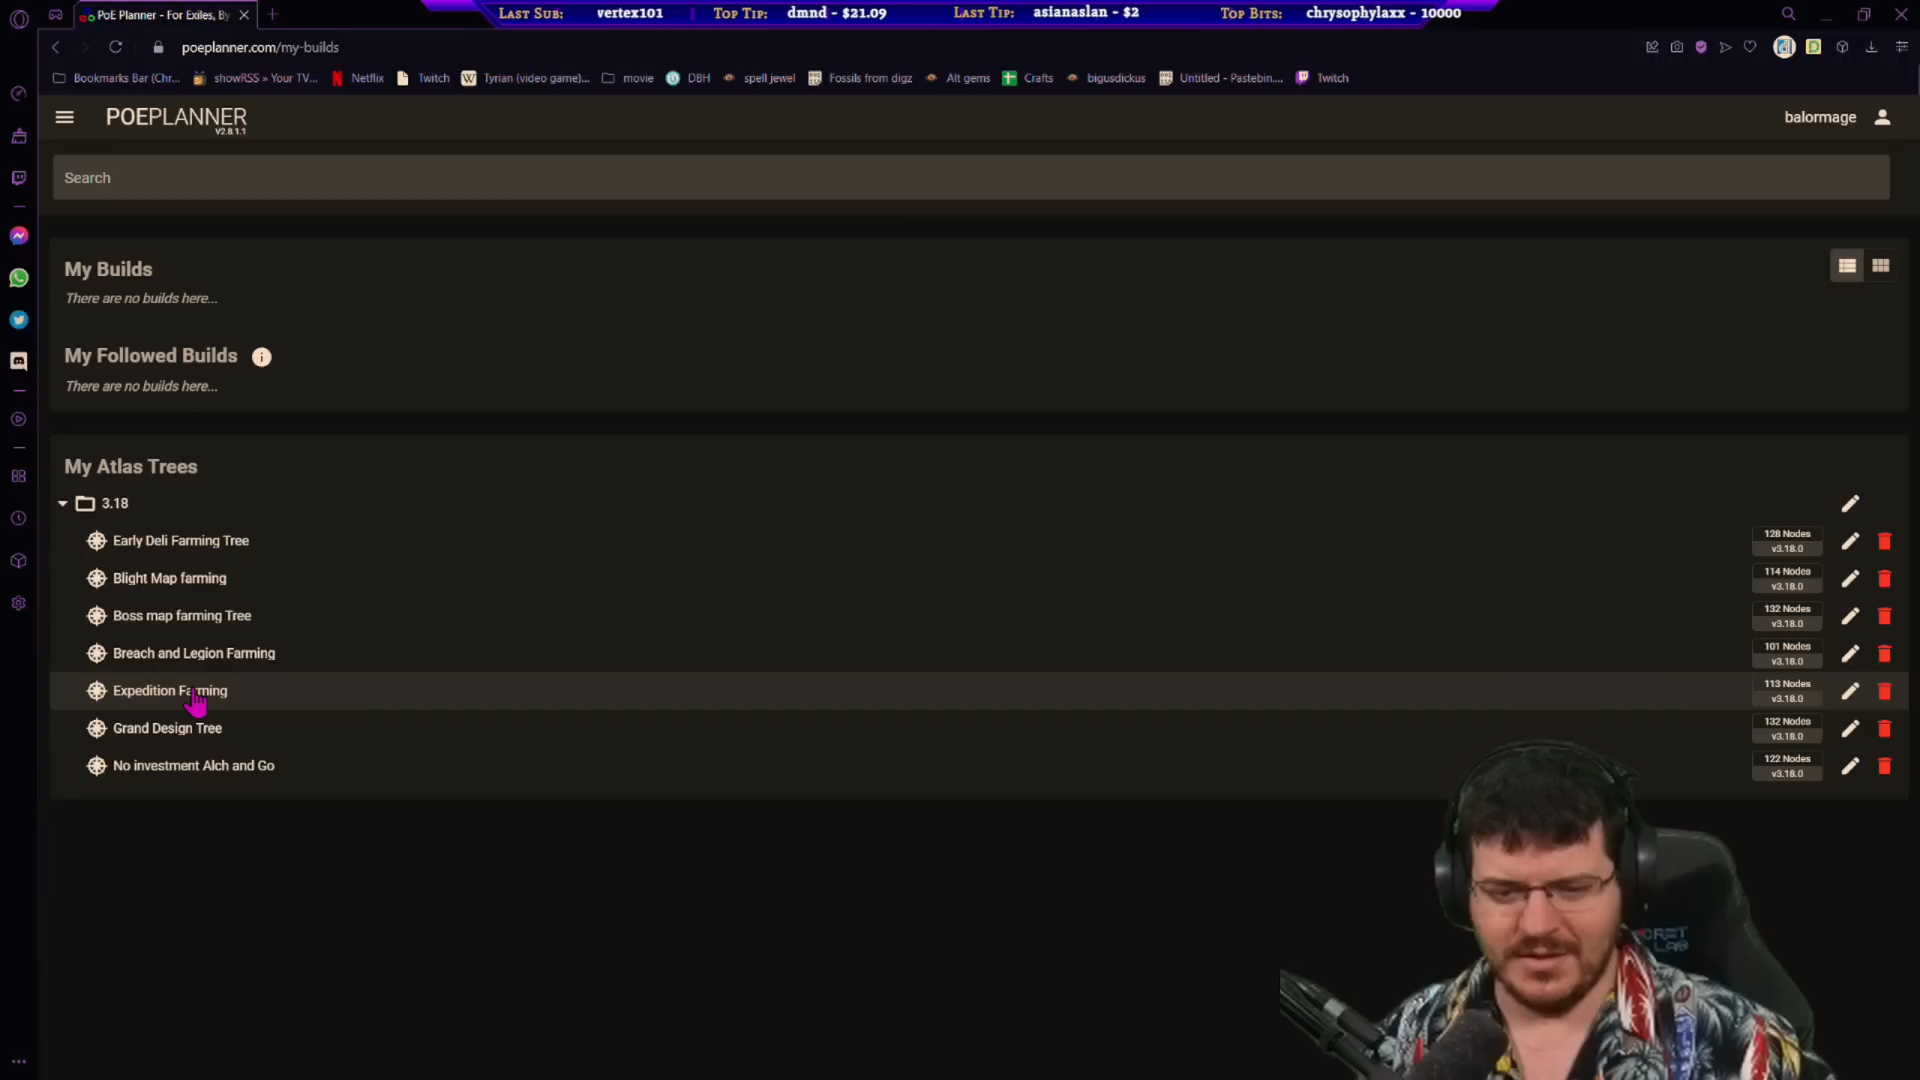 PoE Planner - For Exiles, By
LAST SUB: vertex101 TOP TIP: dmnd - $21.09 LAST TIP: asianaslan - $2 TOP BITS: chrysophylaxx - 10000
poeplanner.com/my-builds
Bookmarks Bar (Chr... showRSS » Your TV... Netflix Twitch Tyrian (video game)... movie DBH spell jewel Fossils from digz Alt gems Crafts bigusdickus Untitled - Pastebin.... Twitch
POEPLANNER
V2.8.1.1
balormage
Search
My Builds
There are no builds here...
My Followed Builds
There are no builds here...
My Atlas Trees
3.18
Early Deli Farming Tree 128 Nodes v3.18.0
Blight Map farming 114 Nodes v3.18.0
Boss map farming Tree 132 Nodes v3.18.0
Breach and Legion Farming 101 Nodes v3.18.0
Expedition Farming 113 Nodes v3.18.0
Grand Design Tree 132 Nodes v3.18.0
No investment Alch and Go 122 Nodes v3.18.0